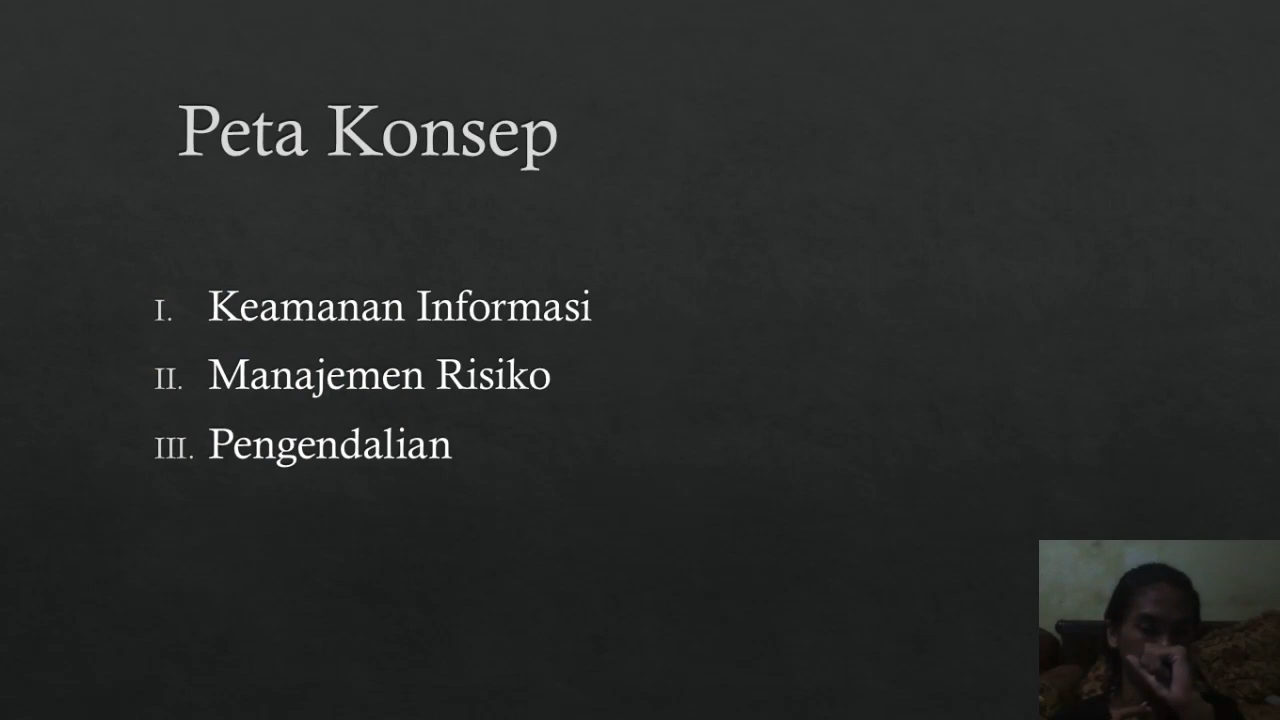 Peta Konsep
I. Keamanan Informasi
II. Manajemen Risiko
III. Pengendalian